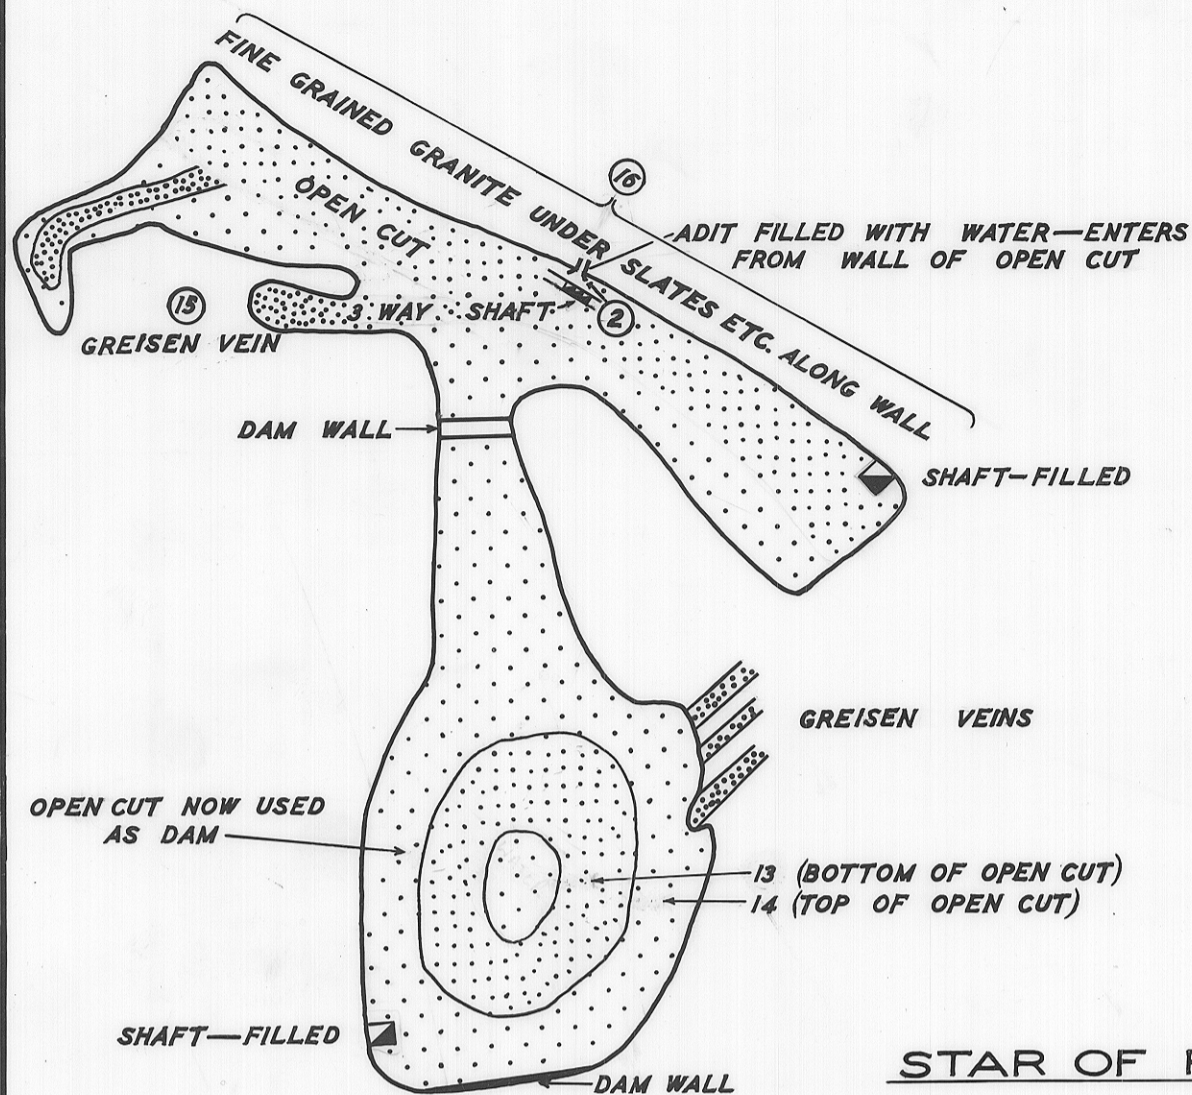 FINE GRAINED GRANITE UNDER SLATES ETC. ALONG WALL
16
OPEN CUT
ADIT FILLED WITH WATER—ENTERS
FROM WALL OF OPEN CUT
15
3 WAY SHAFT
2
GREISEN VEIN
DAM WALL
SHAFT—FILLED
GREISEN VEINS
OPEN CUT NOW USED
AS DAM
13 (BOTTOM OF OPEN CUT)
14 (TOP OF OPEN CUT)
SHAFT—FILLED
DAM WALL
STAR OF